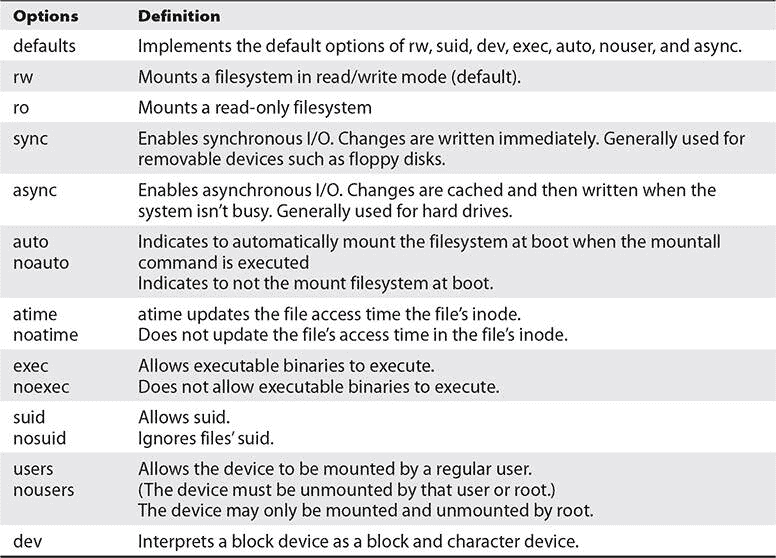 Options Definition
defaults Implements the default options of rw, suid, dev, exec, auto, nouser, and async.
rw Mounts a filesystem in read/write mode (default).
ro Mounts a read-only filesystem
sync Enables synchronous I/O. Changes are written immediately. Generally used for
removable devices such as floppy disks.
async Enables asynchronous I/O. Changes are cached and then written when the
system isn’t busy. Generally used for hard drives.
auto Indicates to automatically mount the filesystem at boot when the mountall
noauto command is executed
Indicates to not the mount filesystem at boot.
atime atime updates the file access time the file’s inode.
noatime Does not update the file’s access time in the file’s inode.
exec Allows executable binaries to execute.
noexec Does not allow executable binaries to execute.
suid Allows suid.
nosuid Ignores files’ suid.
users Allows the device to be mounted by a regular user.
nousers (The device must be unmounted by that user or root.)
The device may only be mounted and unmounted by root.
dev Interprets a block device as a block and character device.